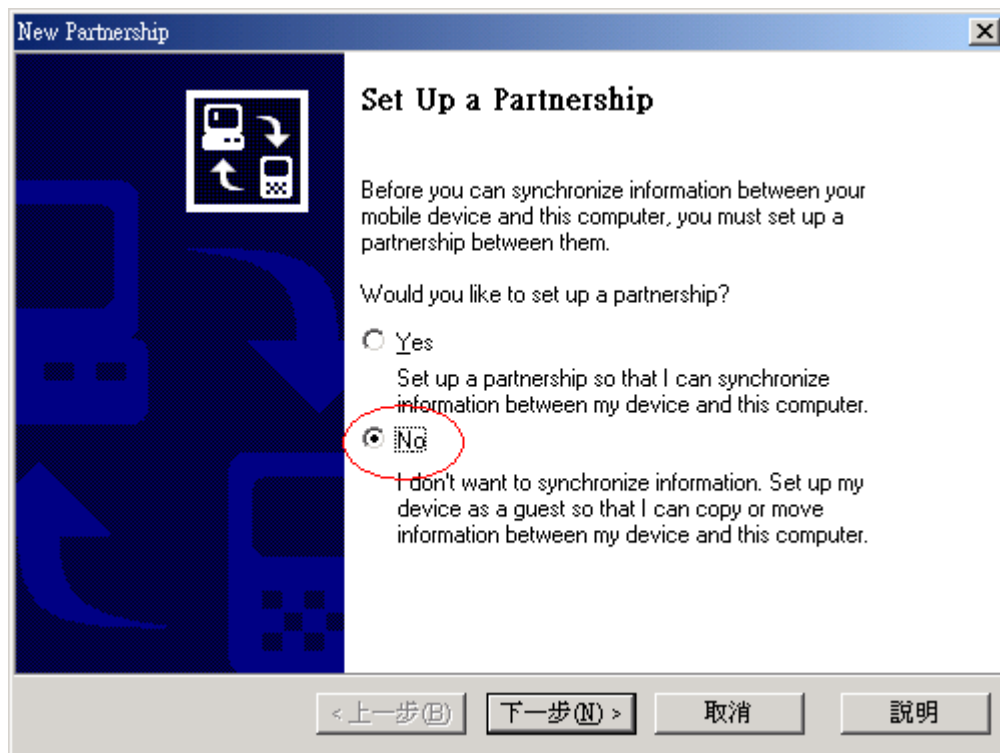 New Partnership
Set Up a Partnership
Before you can synchronize information between your
mobile device and this computer, you must set up a
partnership between them.
Would you like to set up a partnership?
Yes
Set up a partnership so that I can synchronize
information between my device and this computer.
No
I don't want to synchronize information. Set up my
device as a guest so that I can copy or move
information between my device and this computer.
<上一步(B) 下一步(N) > 取消 說明